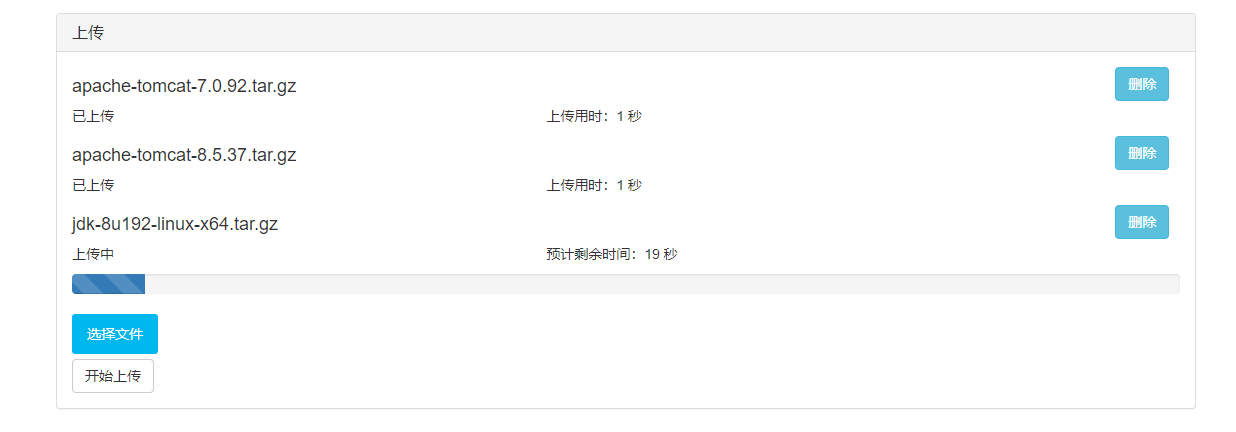 上传
apache-tomcat-7.0.92.tar.gz 删除
已上传 上传用时：1 秒
apache-tomcat-8.5.37.tar.gz 删除
已上传 上传用时：1 秒
jdk-8u192-linux-x64.tar.gz 删除
上传中 预计剩余时间：19 秒
选择文件
开始上传